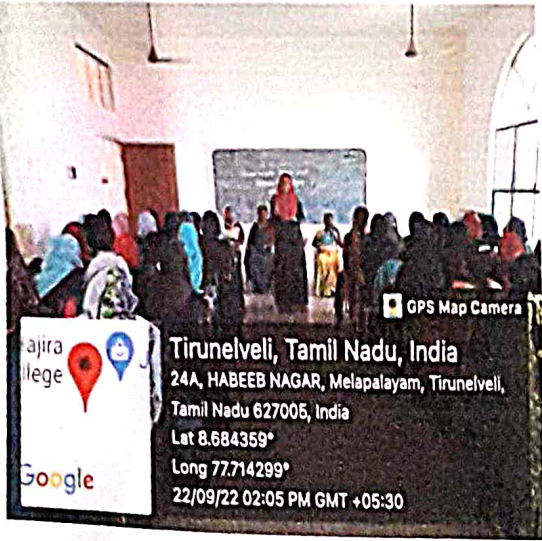 GPS Map Camera
ajira
llege
Google
Tirunelveli, Tamil Nadu, India
24A, HABEEB NAGAR, Melapalayam, Tirunelveli,
Tamil Nadu 627005, India
Lat 8.684359°
Long 77.714299°
22/09/22 02:05 PM GMT +05:30